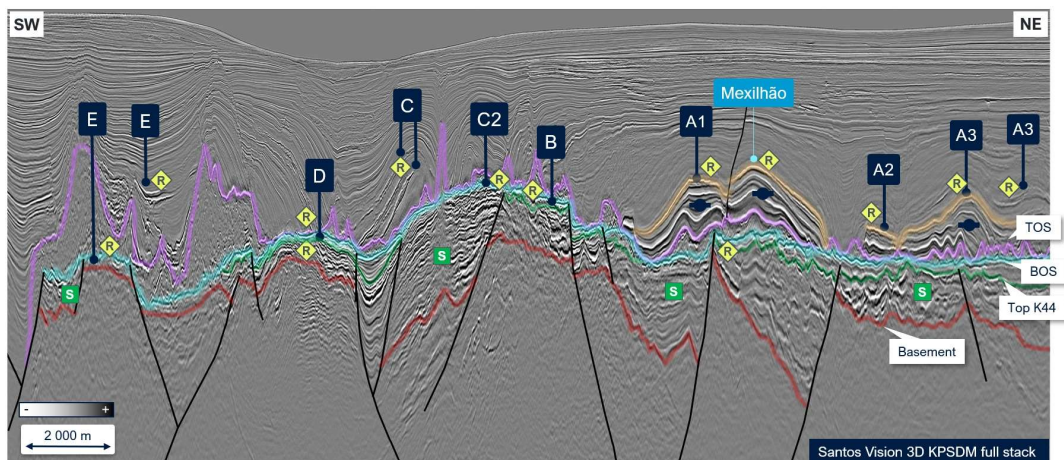 SW
NE
Mexilhão
E
E
C
C2
A1
A3
A3
R
R
R
R
R
B
R
R
R
D
R
A2
R
R
R
R
TOS
S
S
S
S
BOS
Top K44
Basement
- +
2 000 m
Santos Vision 3D KPSDM full stack